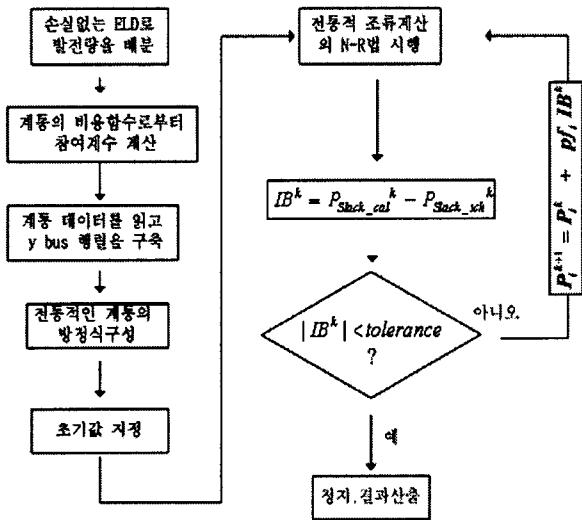 손실없는 ELD로
발전량을 배분
계통의 비용함수로부터
참여계수 계산
계통 데이터를 읽고
y bus 행렬을 구축
전통적인 계통의
방정식구성
초기값 지정
전통적 조류계산
의 N-R법 시행
IB^k = P_{Slack_cal}^k − P_{Slack_sch}^k
| IB^k | < tolerance
?
아니오
P_i^{k+1} = P_i^k + pf_i IB^k
예
정지, 결과산출